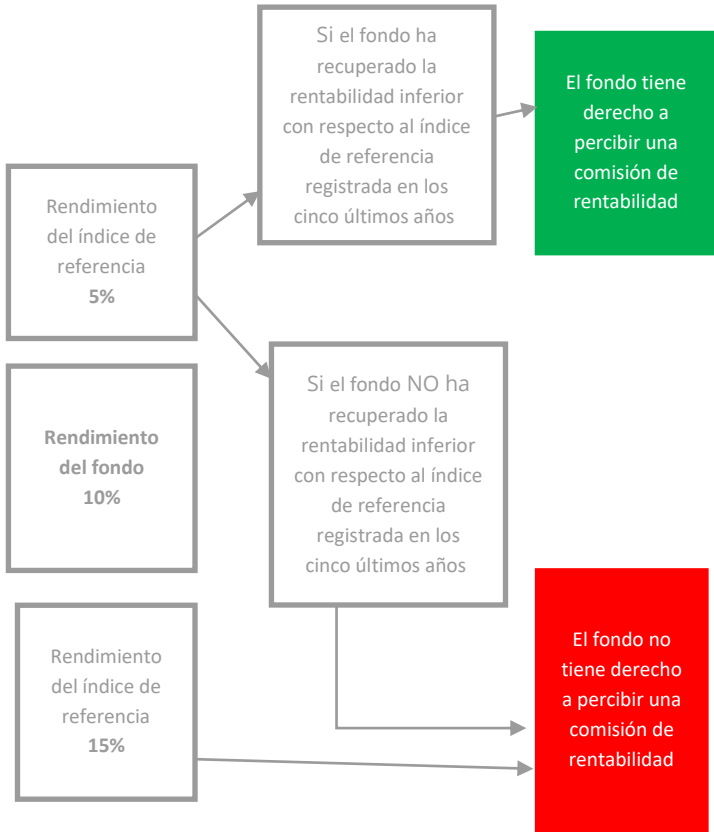 Si el fondo ha
recuperado la
rentabilidad inferior
con respecto al índice
de referencia
registrada en los
cinco últimos años
El fondo tiene
derecho a
percibir una
comisión de
rentabilidad
Rendimiento
del índice de
referencia
5%
Si el fondo NO ha
recuperado la
rentabilidad inferior
con respecto al índice
de referencia
registrada en los
cinco últimos años
Rendimiento
del fondo
10%
El fondo no
tiene derecho
a percibir una
comisión de
rentabilidad
Rendimiento
del índice de
referencia
15%